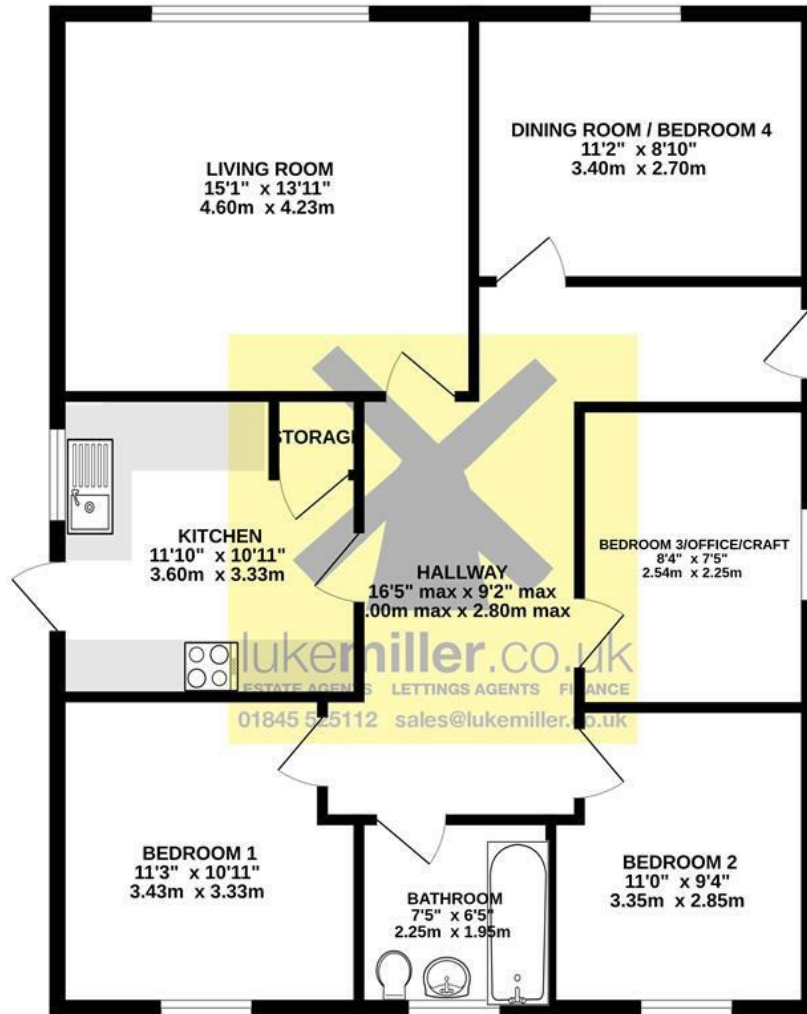 LIVING ROOM
15'1" x 13'11"
4.60m x 4.23m
DINING ROOM / BEDROOM 4
11'2" x 8'10"
3.40m x 2.70m
STORAGE
KITCHEN
11'10" x 10'11"
3.60m x 3.33m
HALLWAY
16'5" max x 9'2" max
.00m max x 2.80m max
BEDROOM 3/OFFICE/CRAFT
8'4" x 7'5"
2.54m x 2.25m
lukemiller.co.uk
ESTATE AGENTS LETTINGS AGENTS FINANCE
01845 525112 sales@lukemiller.co.uk
BEDROOM 1
11'3" x 10'11"
3.43m x 3.33m
BATHROOM
7'5" x 6'5"
2.25m x 1.95m
BEDROOM 2
11'0" x 9'4"
3.35m x 2.85m